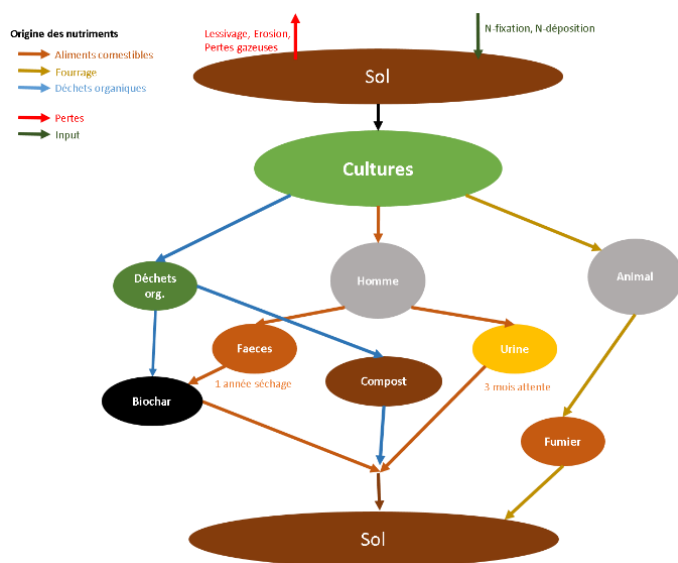 Origine des nutriments
Aliments comestibles
Fourrage
Déchets organiques
Pertes
Input
Lessivage, Erosion,
Pertes gazeuses
N-fixation, N-déposition
Sol
Cultures
Déchets
org.
Homme
Animal
Faeces
Urine
1 année séchage
Compost
3 mois attente
Biochar
Fumier
Sol